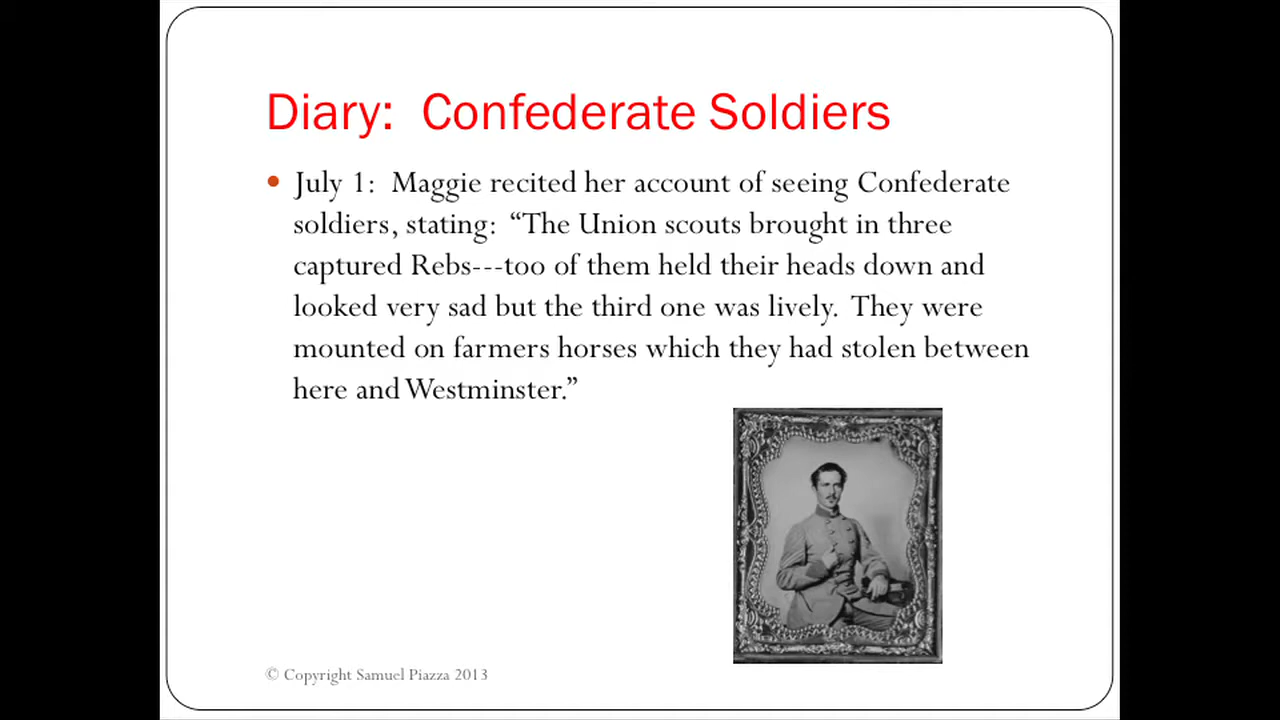 Diary:  Confederate Soldiers
• July 1:  Maggie recited her account of seeing Confederate
soldiers, stating:  “The Union scouts brought in three
captured Rebs---too of them held their heads down and
looked very sad but the third one was lively.  They were
mounted on farmers horses which they had stolen between
here and Westminster.”
© Copyright Samuel Piazza 2013